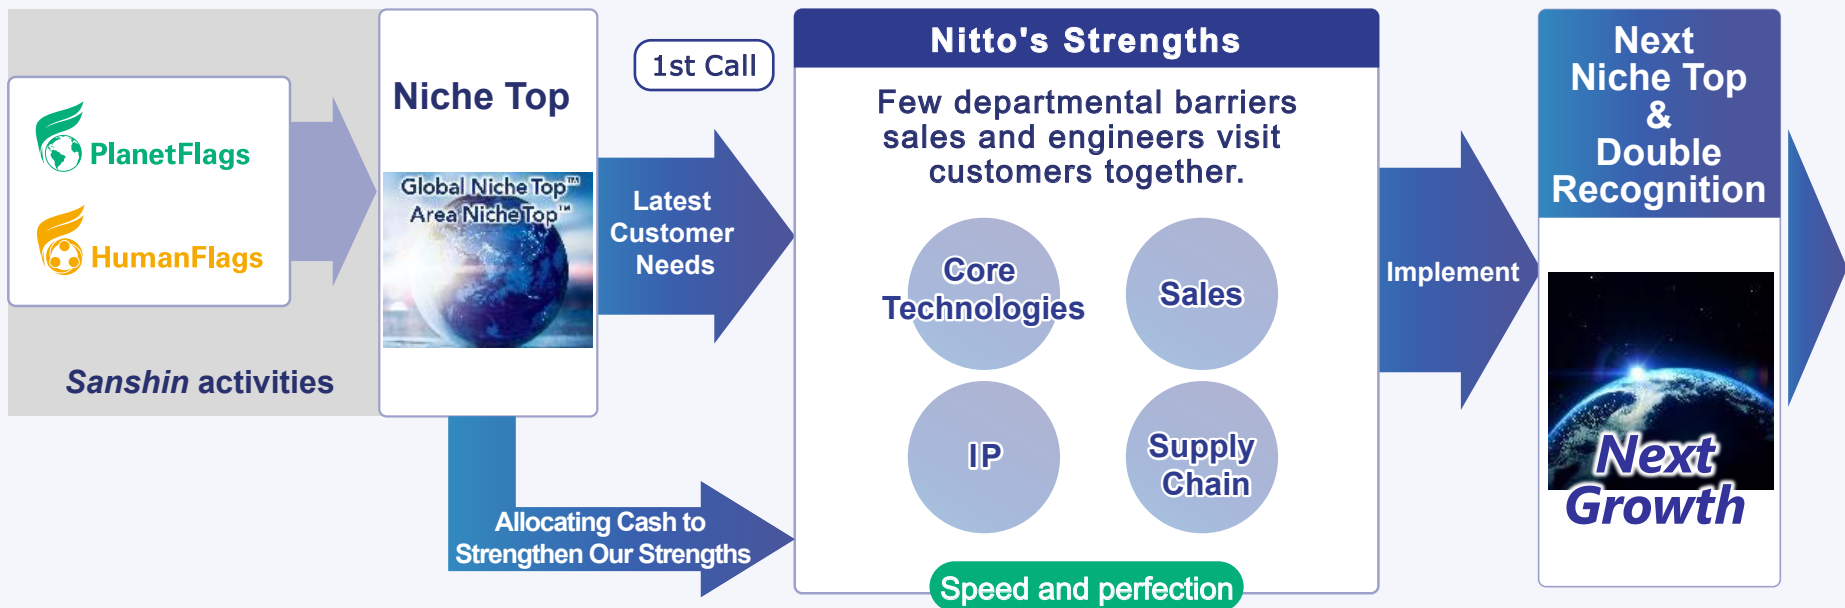 PlanetFlags
HumanFlags
Sanshin activities
Niche Top
Global Niche Top™
Area Niche Top™
1st Call
Latest
Customer
Needs
Allocating Cash to
Strengthen Our Strengths
Nitto's Strengths
Few departmental barriers
sales and engineers visit
customers together.
Core
Technologies
Sales
IP
Supply
Chain
Speed and perfection
Implement
Next
Niche Top
&
Double
Recognition
Next
Growth